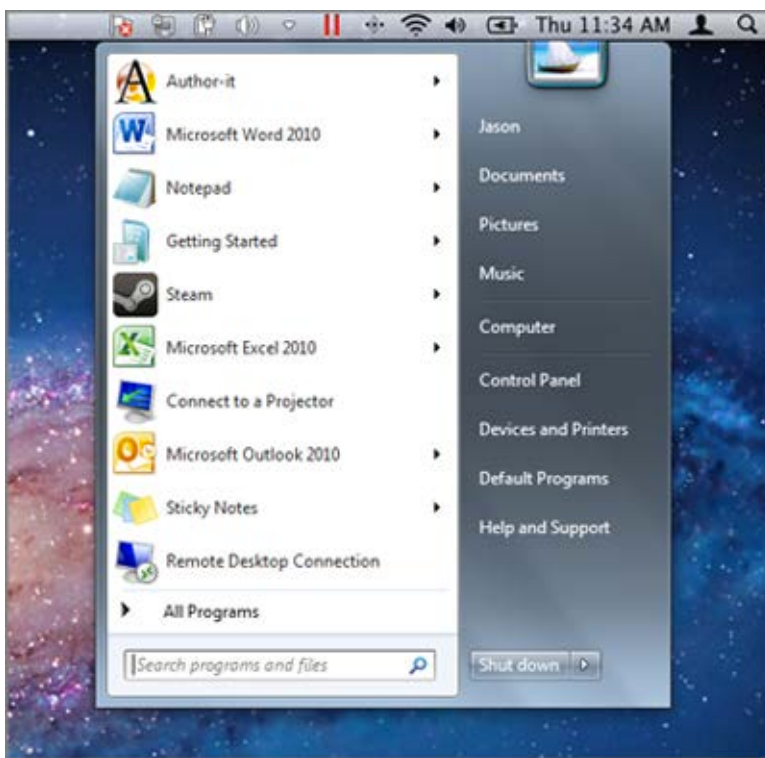 Thu 11:34 AM
Author-it
Microsoft Word 2010
Notepad
Getting Started
Steam
Microsoft Excel 2010
Connect to a Projector
Microsoft Outlook 2010
Sticky Notes
Remote Desktop Connection
All Programs
Search programs and files
Jason
Documents
Pictures
Music
Computer
Control Panel
Devices and Printers
Default Programs
Help and Support
Shut down